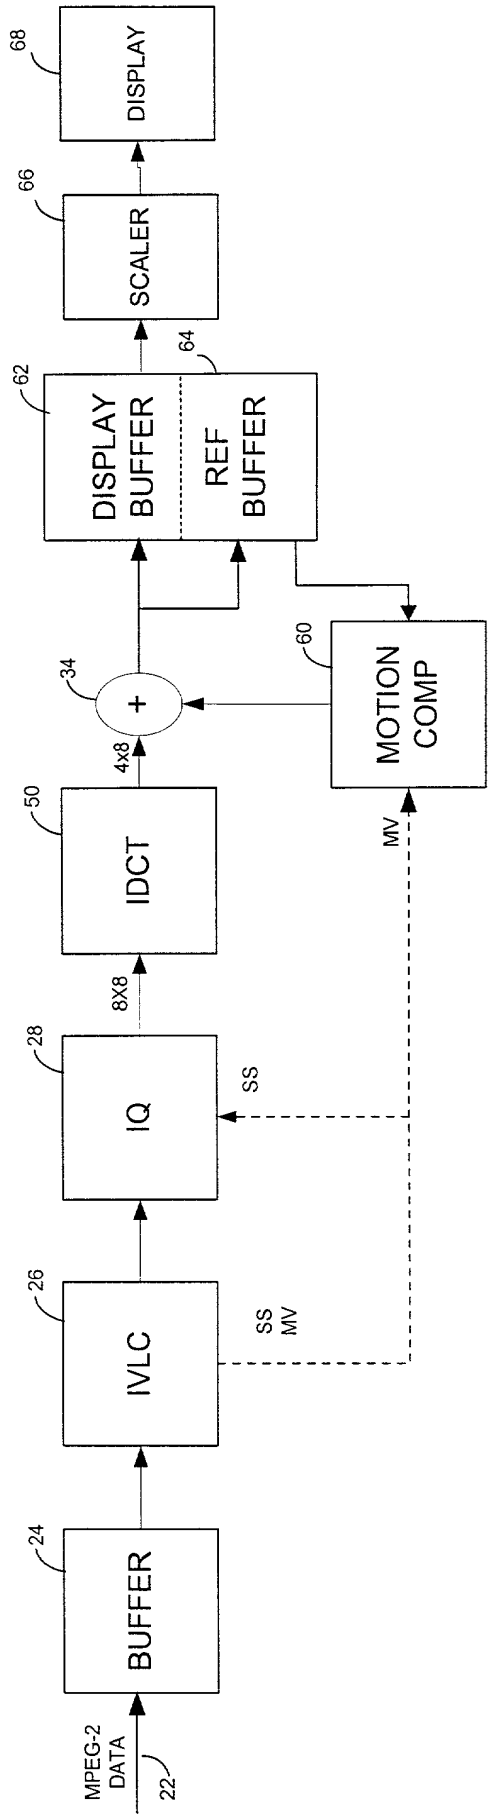 MPEG-2
DATA
22
BUFFER
24
IVLC
26
SS
MV
IQ
28
SS
8X8
IDCT
50
4x8
+
34
MV
MOTION
COMP
60
DISPLAY
BUFFER
62
REF
BUFFER
64
SCALER
66
DISPLAY
68